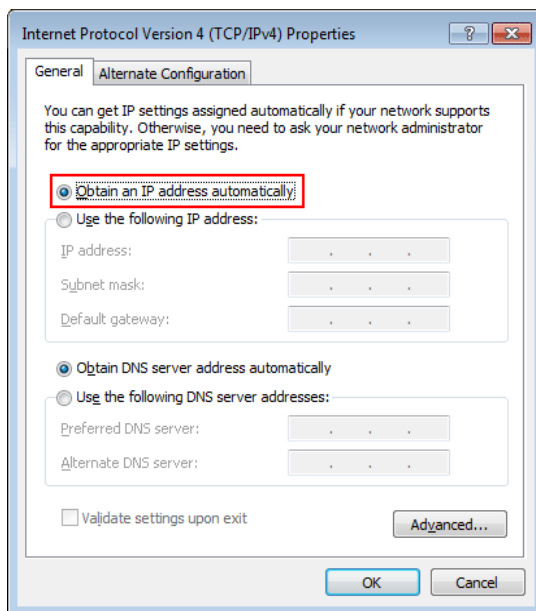 Internet Protocol Version 4 (TCP/IPv4) Properties
General
Alternate Configuration
You can get IP settings assigned automatically if your network supports
this capability. Otherwise, you need to ask your network administrator
for the appropriate IP settings.
Obtain an IP address automatically
Use the following IP address:
IP address:
Subnet mask:
Default gateway:
Obtain DNS server address automatically
Use the following DNS server addresses:
Preferred DNS server:
Alternate DNS server:
Validate settings upon exit
Advanced...
OK
Cancel